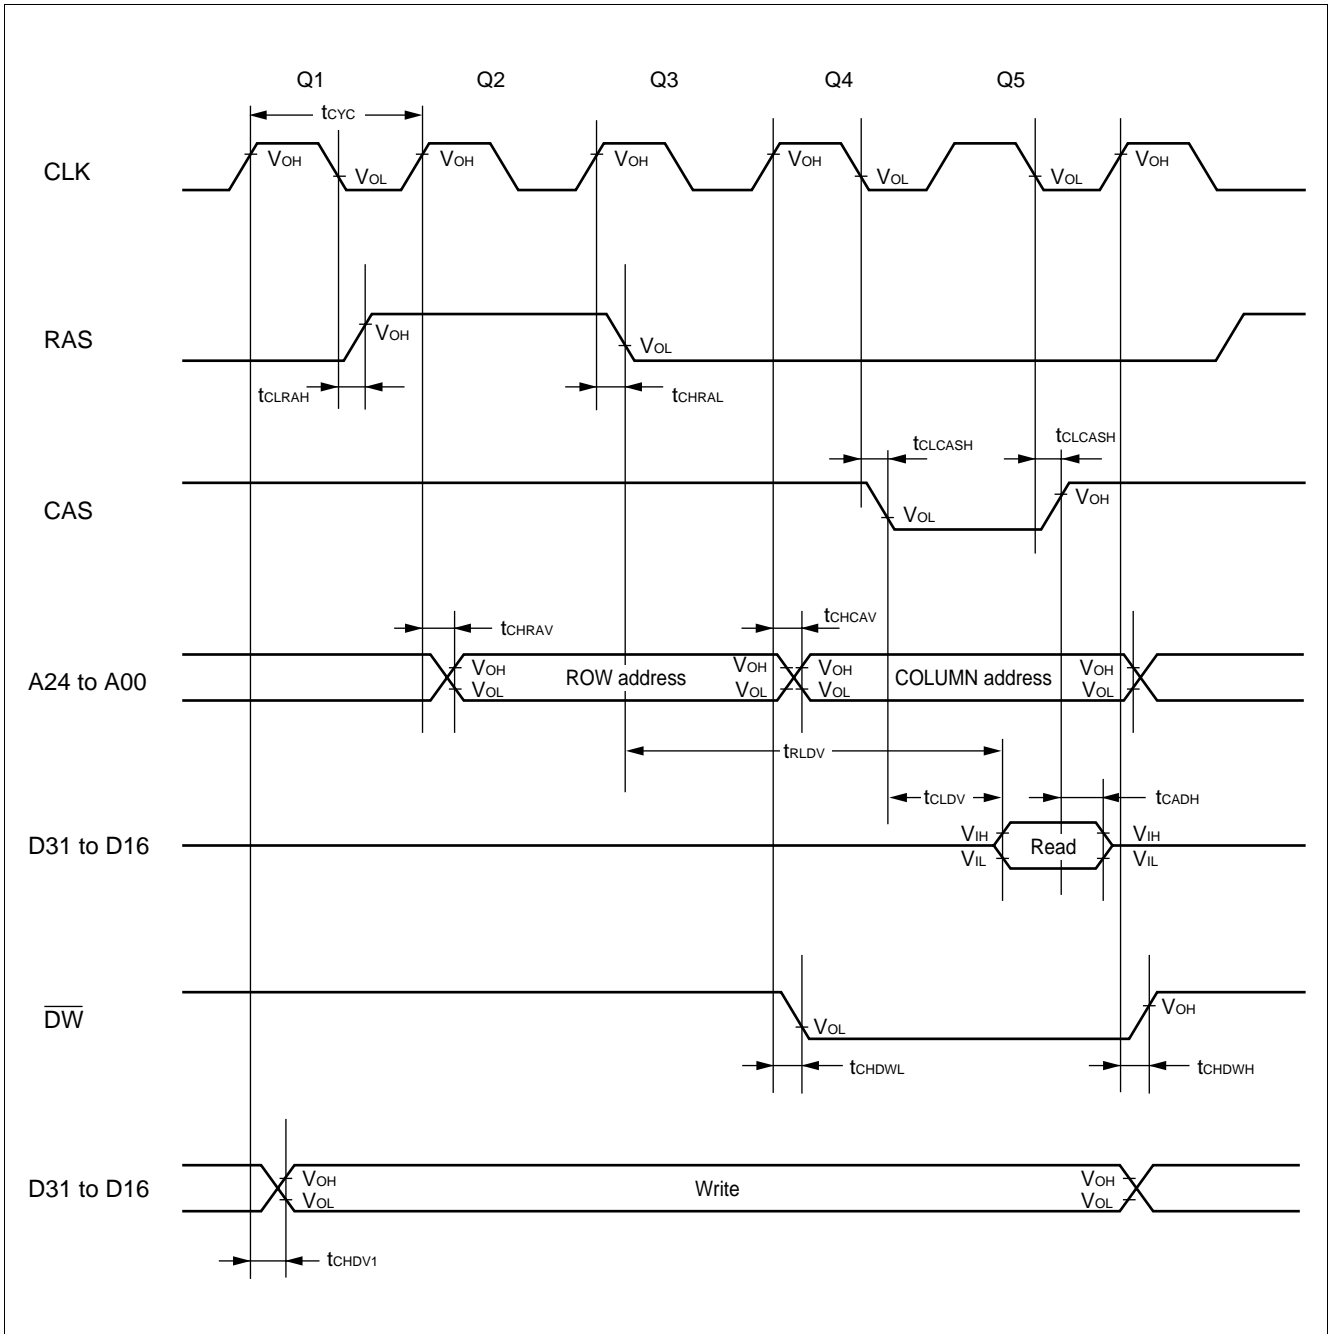 Q1 Q2 Q3 Q4 Q5
tCYC
CLK VOH VOL VOH VOH VOH VOL VOL VOH
RAS VOH VOL
tCLRAH tCHRAL
tCLCASH tCLCASH
CAS VOL VOH
tCHRAV tCHCAV
A24 to A00 VOH VOL ROW address VOH VOL VOH VOL COLUMN address VOH VOL
tRLDV
tCLDV tCADH
D31 to D16 VIH VIL Read VIH VIL
DW VOL VOH
tCHDWL tCHDWH
D31 to D16 VOH VOL Write VOH VOL
tCHDV1